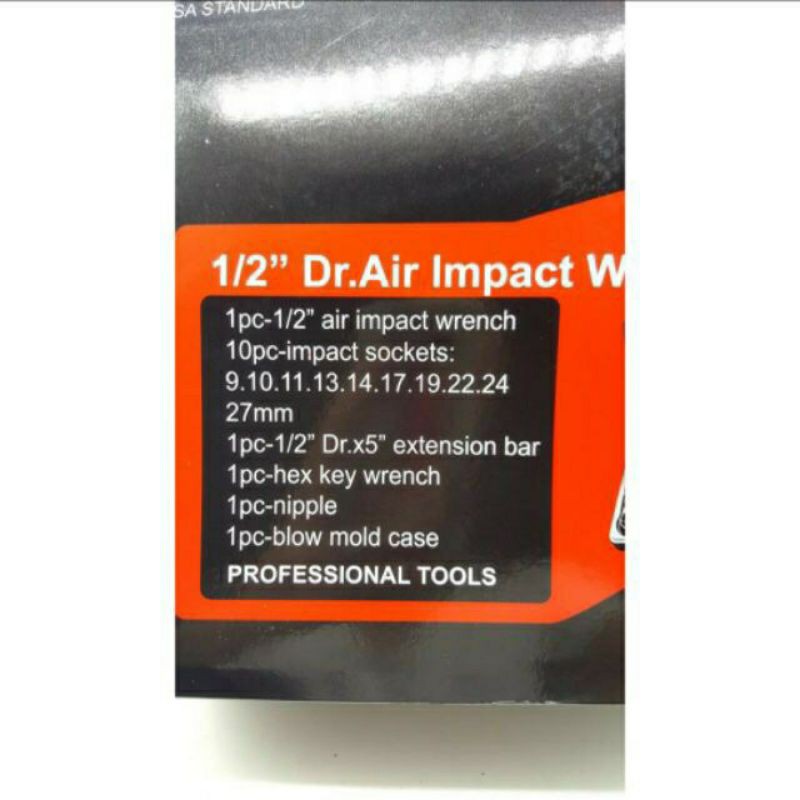 SA STANDARD
1/2” Dr.Air Impact W
1pc-1/2” air impact wrench
10pc-impact sockets:
9.10.11.13.14.17.19.22.24
27mm
1pc-1/2” Dr.x5” extension bar
1pc-hex key wrench
1pc-nipple
1pc-blow mold case
PROFESSIONAL TOOLS